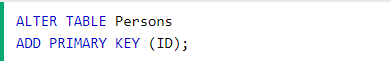 ALTER TABLE Persons
ADD PRIMARY KEY (ID);